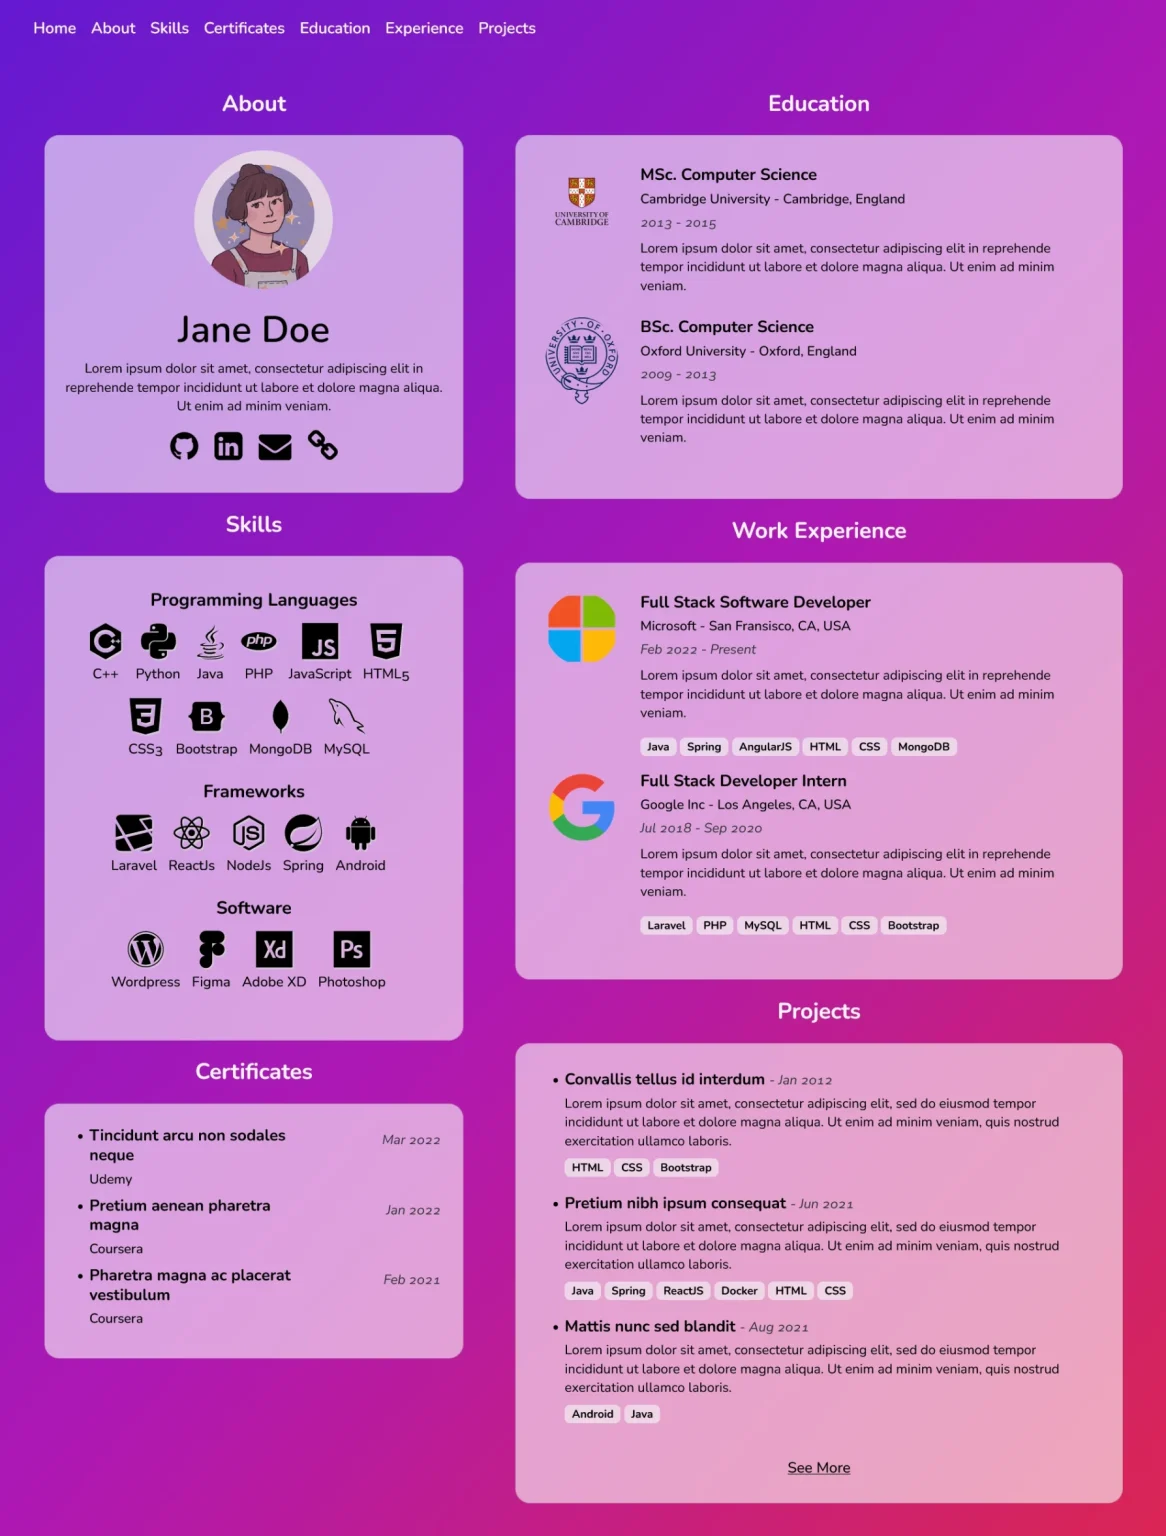 Home About Skills Certificates Education Experience Projects
About
Jane Doe
Lorem ipsum dolor sit amet, consectetur adipiscing elit in
reprehende tempor incididunt ut labore et dolore magna aliqua.
Ut enim ad minim veniam.
in
Skills
Programming Languages
C++
php
JS
5
C++ Python Java PHP JavaScript HTML5
3
B
CSS3 Bootstrap MongoDB MySQL
Frameworks
JS
Laravel ReactJs NodeJs Spring Android
Software
W
Xd
Ps
Wordpress Figma Adobe XD Photoshop
Certificates
• Tincidunt arcu non sodales
neque
Mar 2022
Udemy
• Pretium aenean pharetra
magna
Jan 2022
Coursera
• Pharetra magna ac placerat
vestibulum
Feb 2021
Coursera
Education
UNIVERSITY OF
CAMBRIDGE
MSc. Computer Science
Cambridge University - Cambridge, England
2013 - 2015
Lorem ipsum dolor sit amet, consectetur adipiscing elit in reprehende
tempor incididunt ut labore et dolore magna aliqua. Ut enim ad minim
veniam.
UNIVERSITY · OF · OXFORD
BSc. Computer Science
Oxford University - Oxford, England
2009 - 2013
Lorem ipsum dolor sit amet, consectetur adipiscing elit in reprehende
tempor incididunt ut labore et dolore magna aliqua. Ut enim ad minim
veniam.
Work Experience
Full Stack Software Developer
Microsoft - San Fransisco, CA, USA
Feb 2022 - Present
Lorem ipsum dolor sit amet, consectetur adipiscing elit in reprehende
tempor incididunt ut labore et dolore magna aliqua. Ut enim ad minim
veniam.
Java Spring AngularJS HTML CSS MongoDB
G
Full Stack Developer Intern
Google Inc - Los Angeles, CA, USA
Jul 2018 - Sep 2020
Lorem ipsum dolor sit amet, consectetur adipiscing elit in reprehende
tempor incididunt ut labore et dolore magna aliqua. Ut enim ad minim
veniam.
Laravel PHP MySQL HTML CSS Bootstrap
Projects
• Convallis tellus id interdum - Jan 2012
Lorem ipsum dolor sit amet, consectetur adipiscing elit, sed do eiusmod tempor
incididunt ut labore et dolore magna aliqua. Ut enim ad minim veniam, quis nostrud
exercitation ullamco laboris.
HTML CSS Bootstrap
• Pretium nibh ipsum consequat - Jun 2021
Lorem ipsum dolor sit amet, consectetur adipiscing elit, sed do eiusmod tempor
incididunt ut labore et dolore magna aliqua. Ut enim ad minim veniam, quis nostrud
exercitation ullamco laboris.
Java Spring ReactJS Docker HTML CSS
• Mattis nunc sed blandit - Aug 2021
Lorem ipsum dolor sit amet, consectetur adipiscing elit, sed do eiusmod tempor
incididunt ut labore et dolore magna aliqua. Ut enim ad minim veniam, quis nostrud
exercitation ullamco laboris.
Android Java
See More